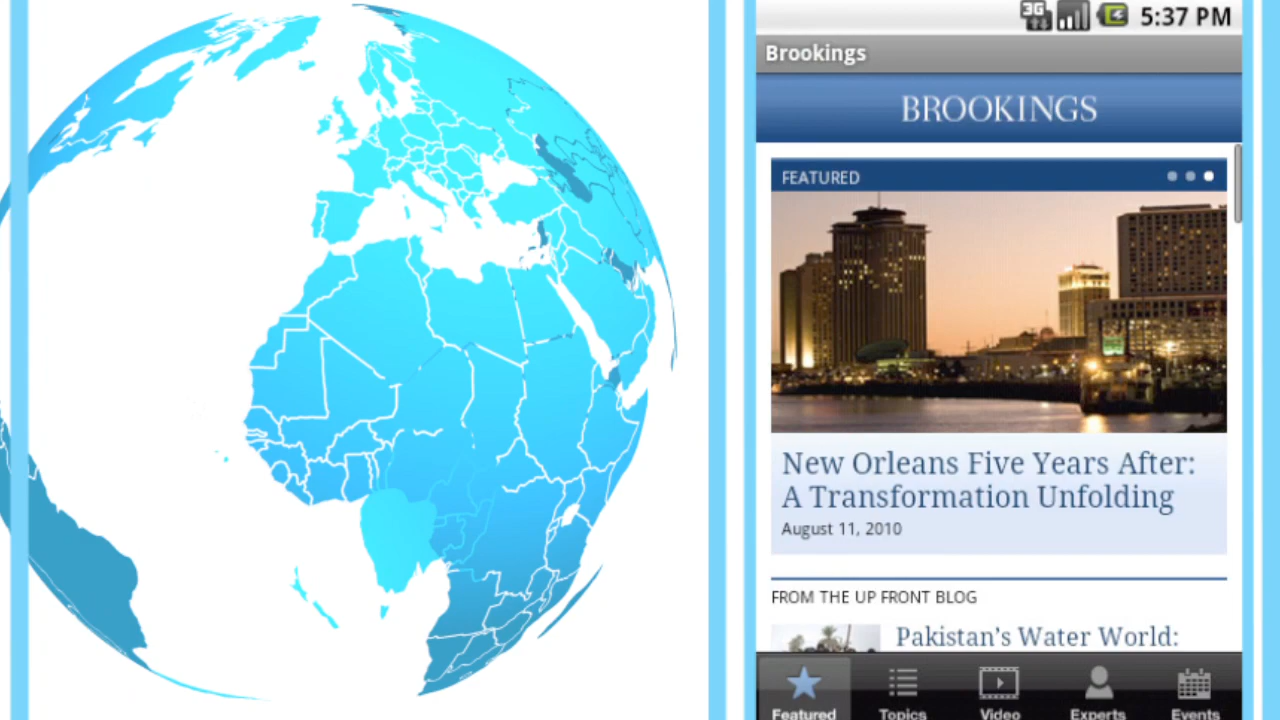 3G 5:37 PM
Brookings
BROOKINGS
FEATURED
New Orleans Five Years After:
A Transformation Unfolding
August 11, 2010
FROM THE UP FRONT BLOG
Pakistan’s Water World:
Featured Topics Video Experts Events